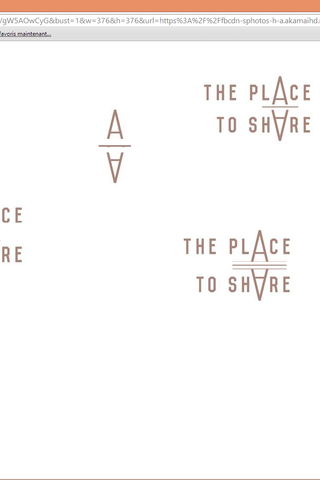 /gW5AOwCyG&bust=1&w=376&h=376&url=https%3A%2F%2Ffbcdn-sphotos-h-a.akamaihd.
favoris maintenant...
THE PLACE
TO SHARE
A
A
CE
RE
THE PLACE
TO SHARE